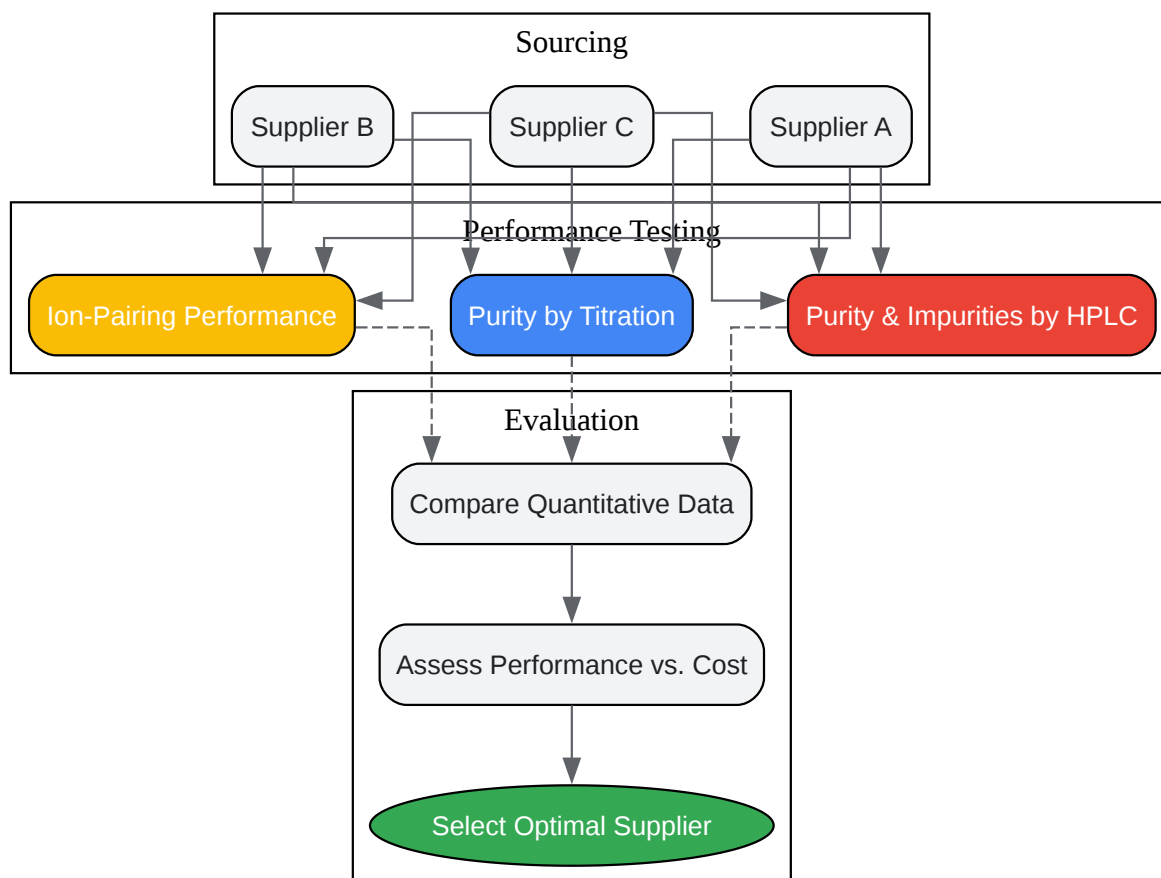 Sourcing
Supplier B
Supplier C
Supplier A
Performance Testing
Ion-Pairing Performance
Purity by Titration
Purity & Impurities by HPLC
Evaluation
Compare Quantitative Data
Assess Performance vs. Cost
Select Optimal Supplier